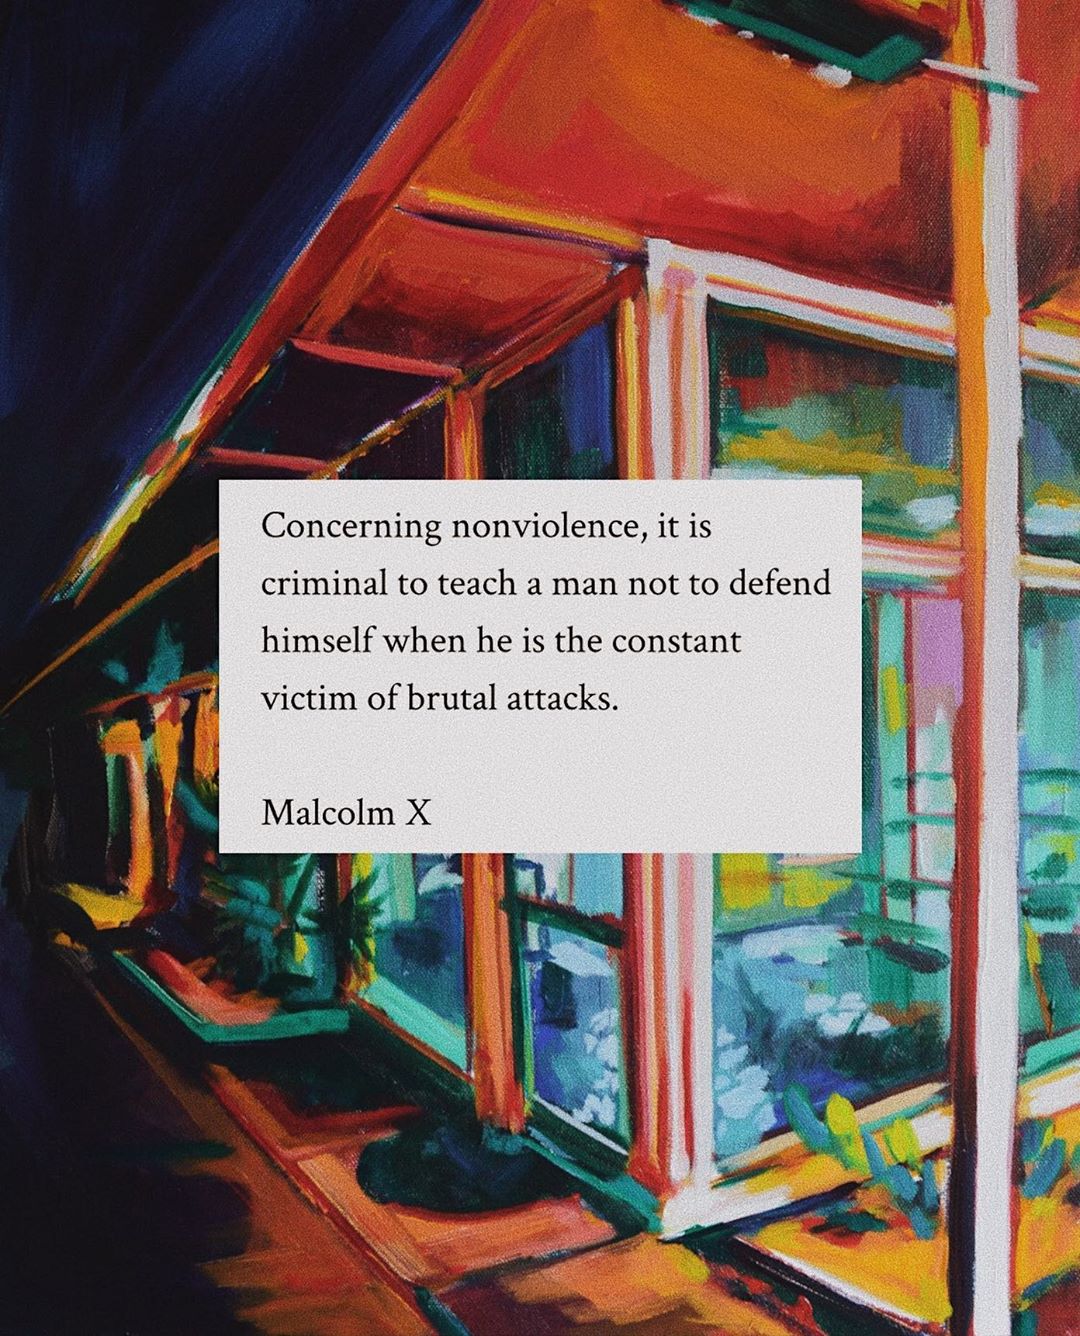 Concerning nonviolence, it is
criminal to teach a man not to defend
himself when he is the constant
victim of brutal attacks.
Malcolm X